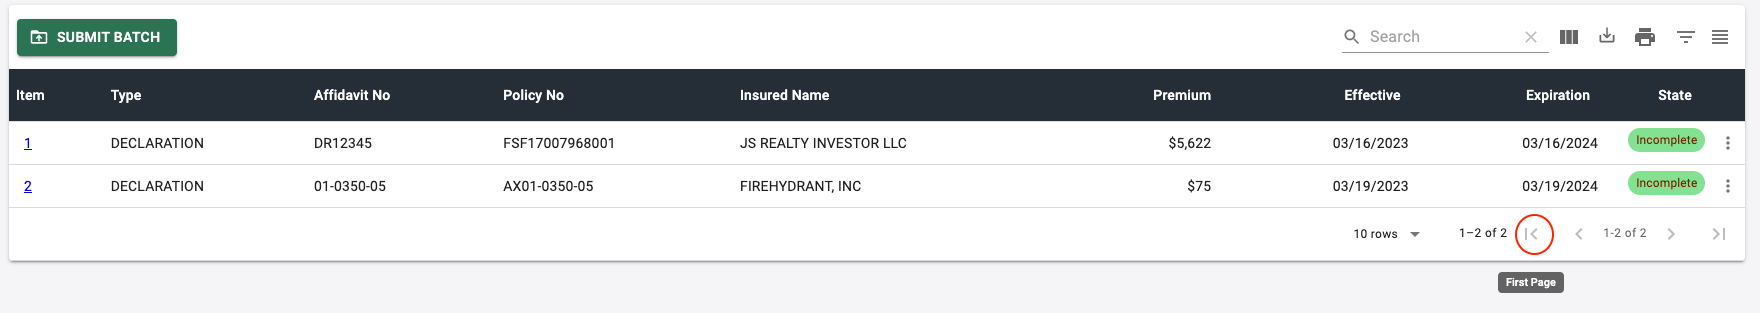 SUBMIT BATCH Search
Item Type Affidavit No Policy No Insured Name Premium Effective Expiration State
1 DECLARATION DR12345 FSF17007968001 JS REALTY INVESTOR LLC $5,622 03/16/2023 03/16/2024 Incomplete
2 DECLARATION 01-0350-05 AX01-0350-05 FIREHYDRANT, INC $75 03/19/2023 03/19/2024 Incomplete
10 rows 1–2 of 2 1-2 of 2
First Page